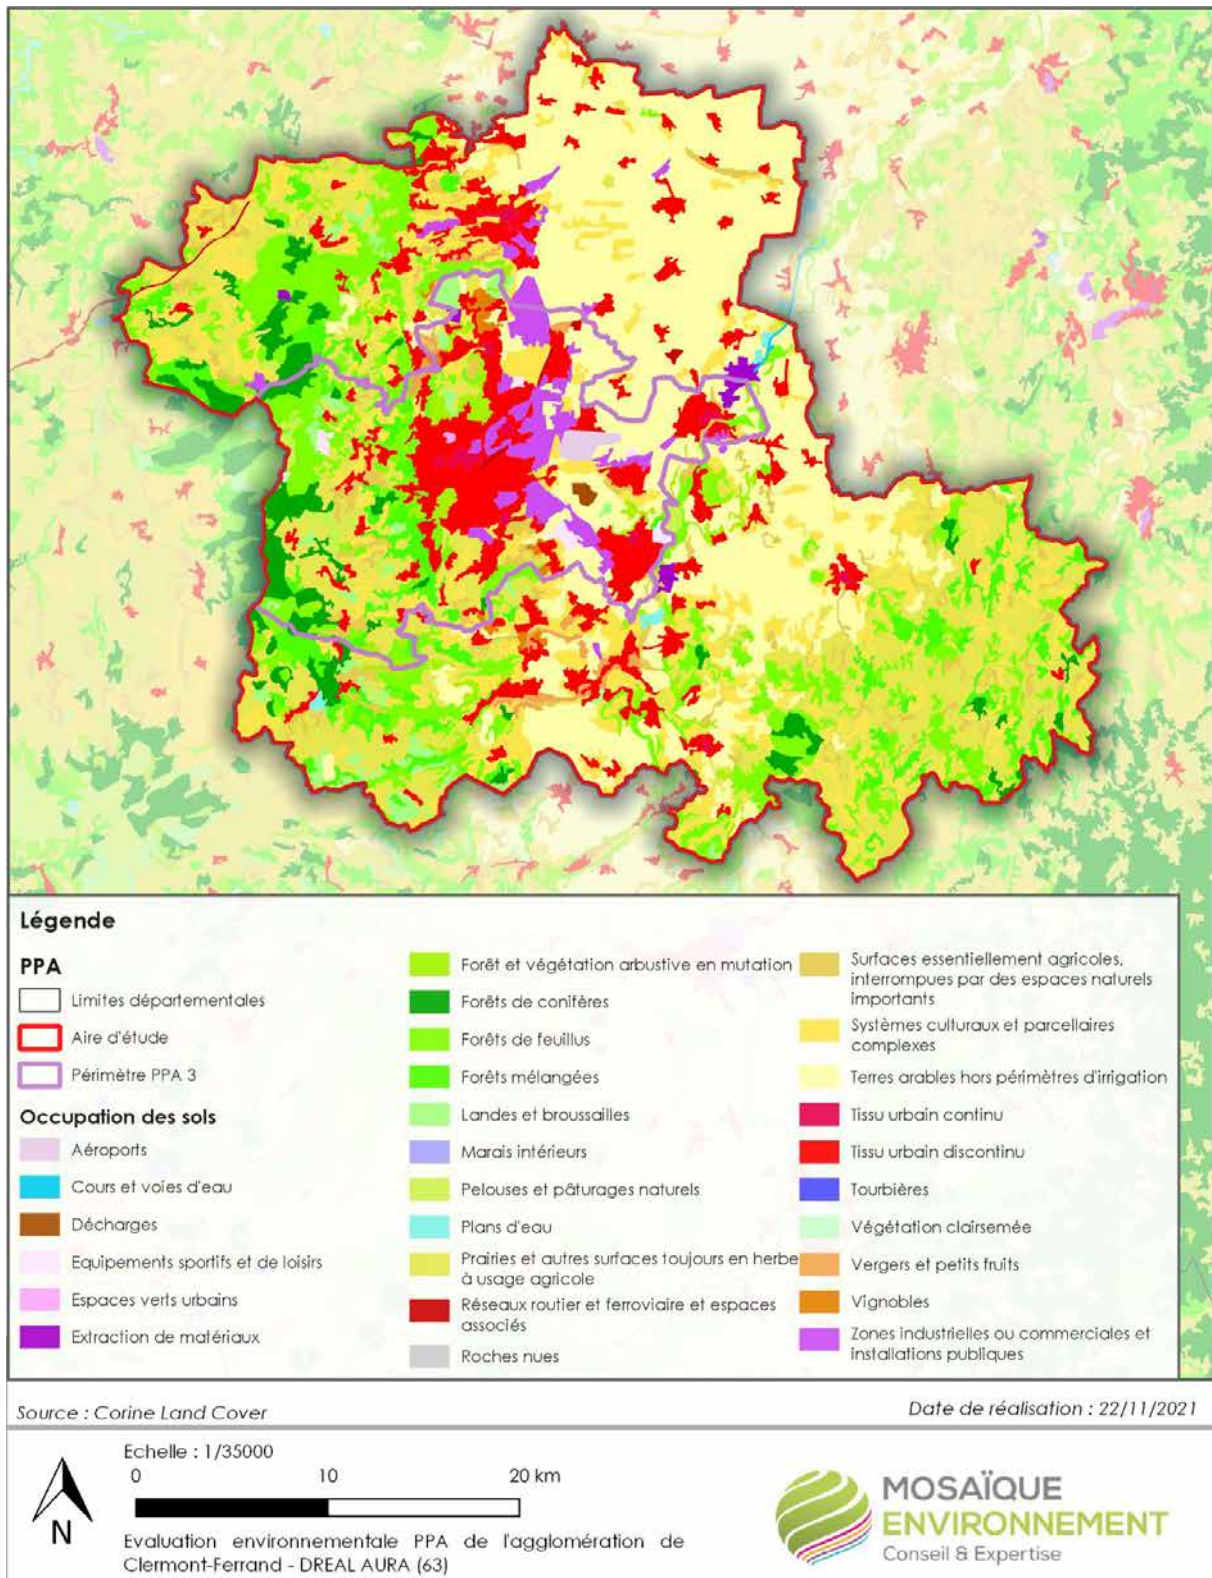 Légende
PPA
Limites départementales
Aire d'étude
Périmètre PPA 3
Occupation des sols
Aéroports
Cours et voies d'eau
Décharges
Equipements sportifs et de loisirs
Espaces verts urbains
Extraction de matériaux
Forêt et végétation arbustive en mutation
Forêts de conifères
Forêts de feuillus
Forêts mélangées
Landes et broussailles
Marais intérieurs
Pelouses et pâturages naturels
Plans d'eau
Prairies et autres surfaces toujours en herbe
à usage agricole
Réseaux routier et ferroviaire et espaces
associés
Roches nues
Surfaces essentiellement agricoles,
interrompues par des espaces naturels
importants
Systèmes culturaux et parcellaires
complexes
Terres arables hors périmètres d'irrigation
Tissu urbain continu
Tissu urbain discontinu
Tourbières
Végétation clairsemée
Vergers et petits fruits
Vignobles
Zones industrielles ou commerciales et
installations publiques
Source : Corine Land Cover
Date de réalisation : 22/11/2021
Echelle : 1/35000
0 10 20 km
N
Evaluation environnementale PPA de l'agglomération de
Clermont-Ferrand - DREAL AURA (63)
MOSAÏQUE
ENVIRONNEMENT
Conseil & Expertise